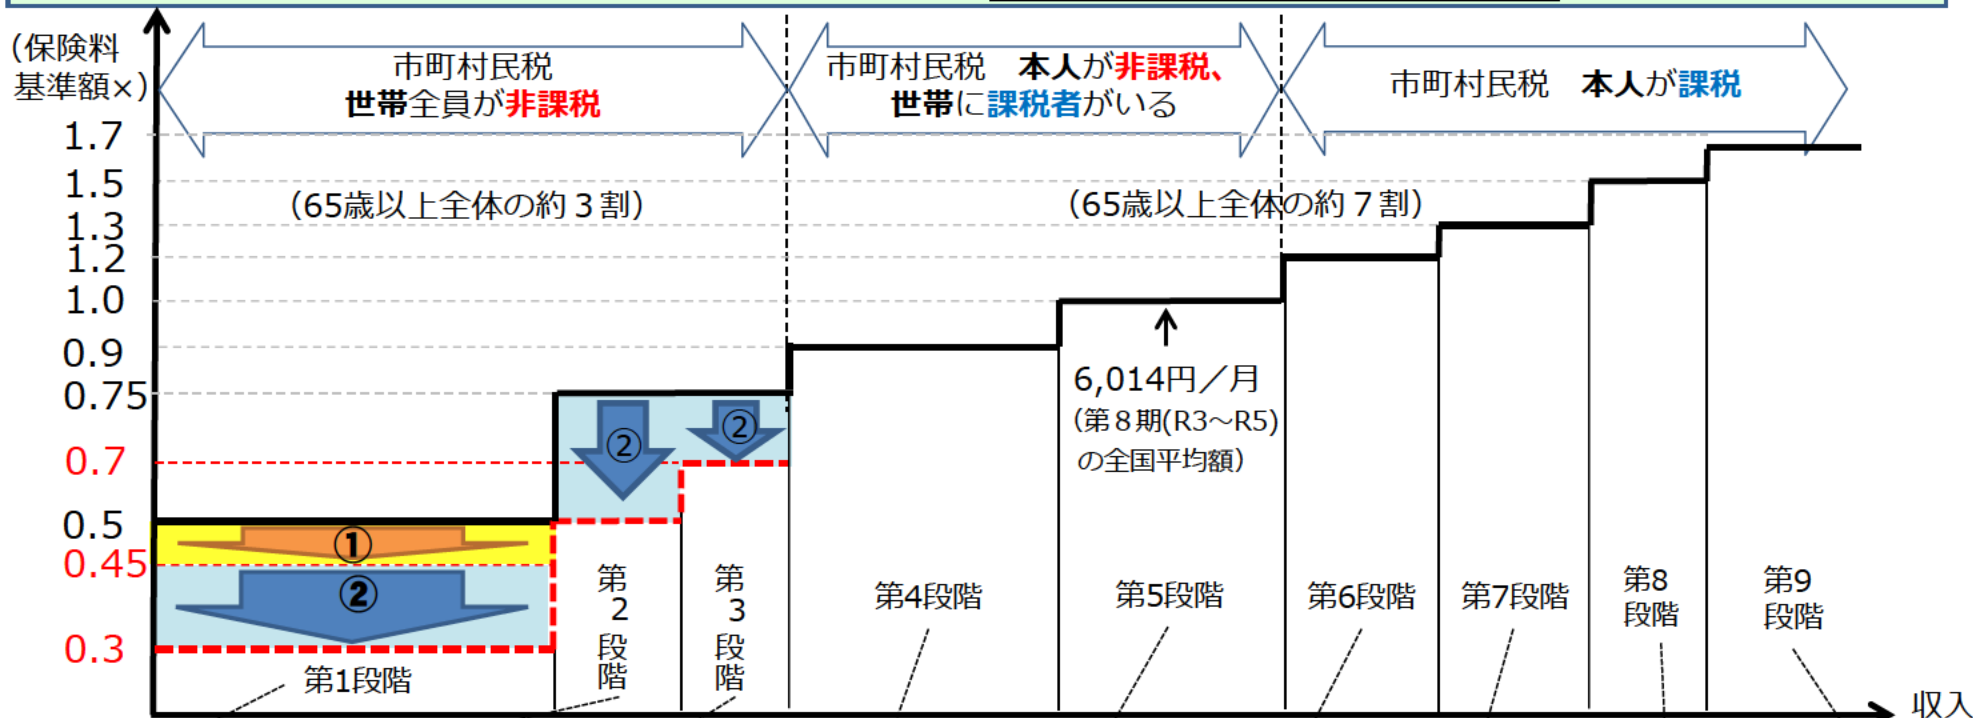 (保険料
基準額×)
市町村民税
世帯全員が非課税
市町村民税　本人が非課税、
世帯に課税者がいる
市町村民税　本人が課税
1.7
1.5
1.3
1.2
1.0
0.9
0.75
0.7
0.5
0.45
0.3
（65歳以上全体の約３割）
（65歳以上全体の約７割）
6,014円／月
（第８期(R3～R5)
の全国平均額）
①
②
②
②
第1段階
第２段階
第３段階
第4段階
第5段階
第6段階
第7段階
第8
段階
第9
段階
収入